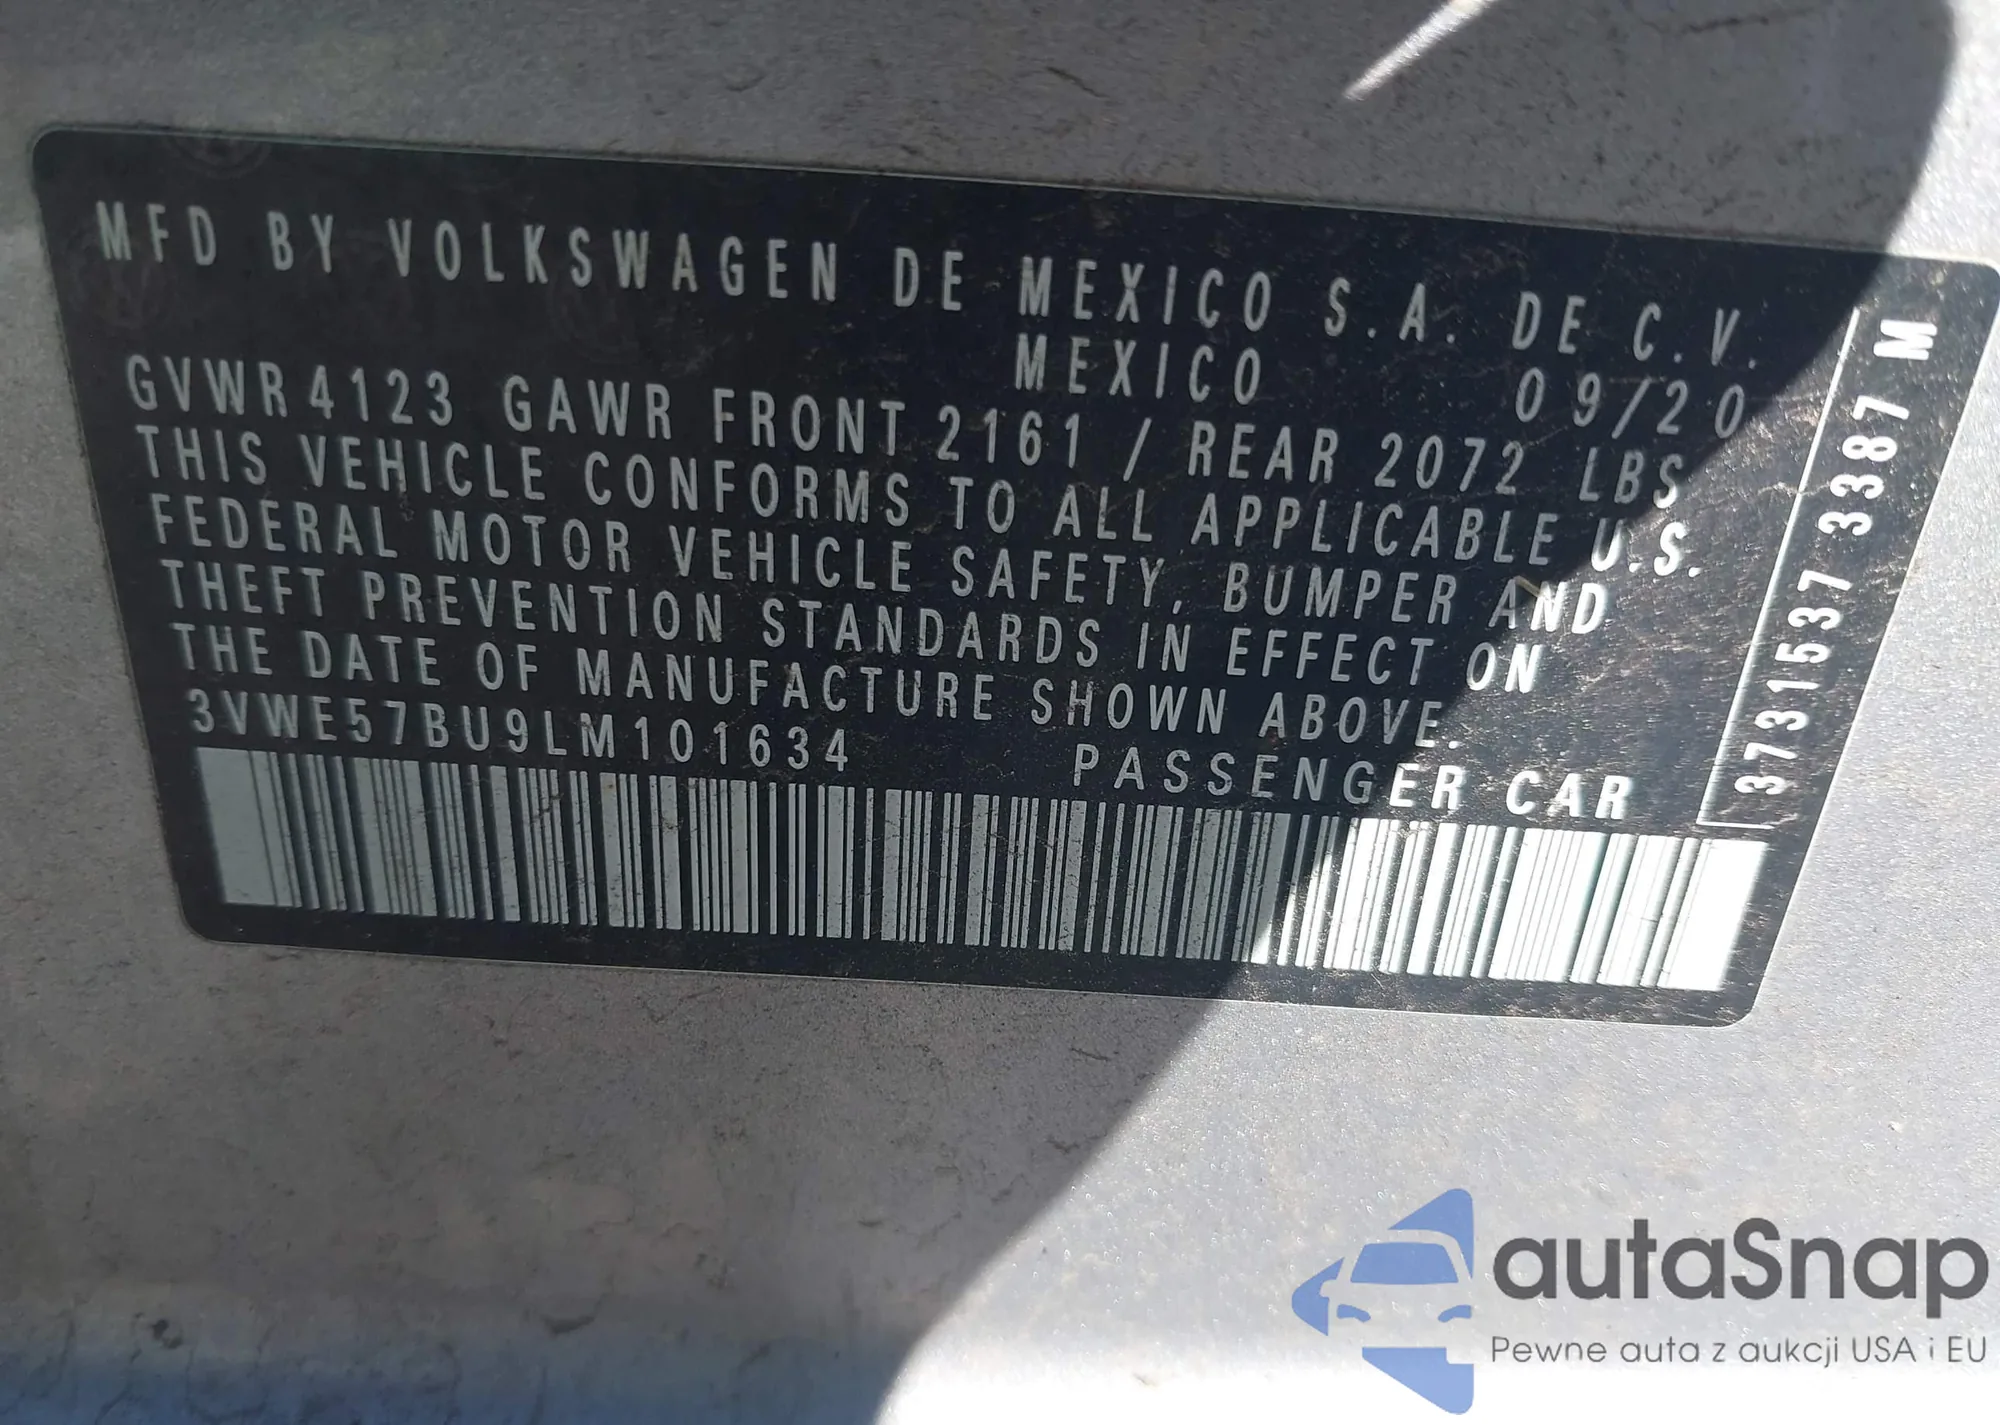 MFD BY VOLKSWAGEN DE MEXICO S.A. DE C.V.
MEXICO 09/20
GVWR 4123 GAWR FRONT 2161 / REAR 2072 LBS
THIS VEHICLE CONFORMS TO ALL APPLICABLE U.S.
FEDERAL MOTOR VEHICLE SAFETY, BUMPER AND
THEFT PREVENTION STANDARDS IN EFFECT ON
THE DATE OF MANUFACTURE SHOWN ABOVE.
3VWE57BU9LM101634 PASSENGER CAR
3731537 3387 M
autaSnap
Pewne auta z aukcji USA i EU